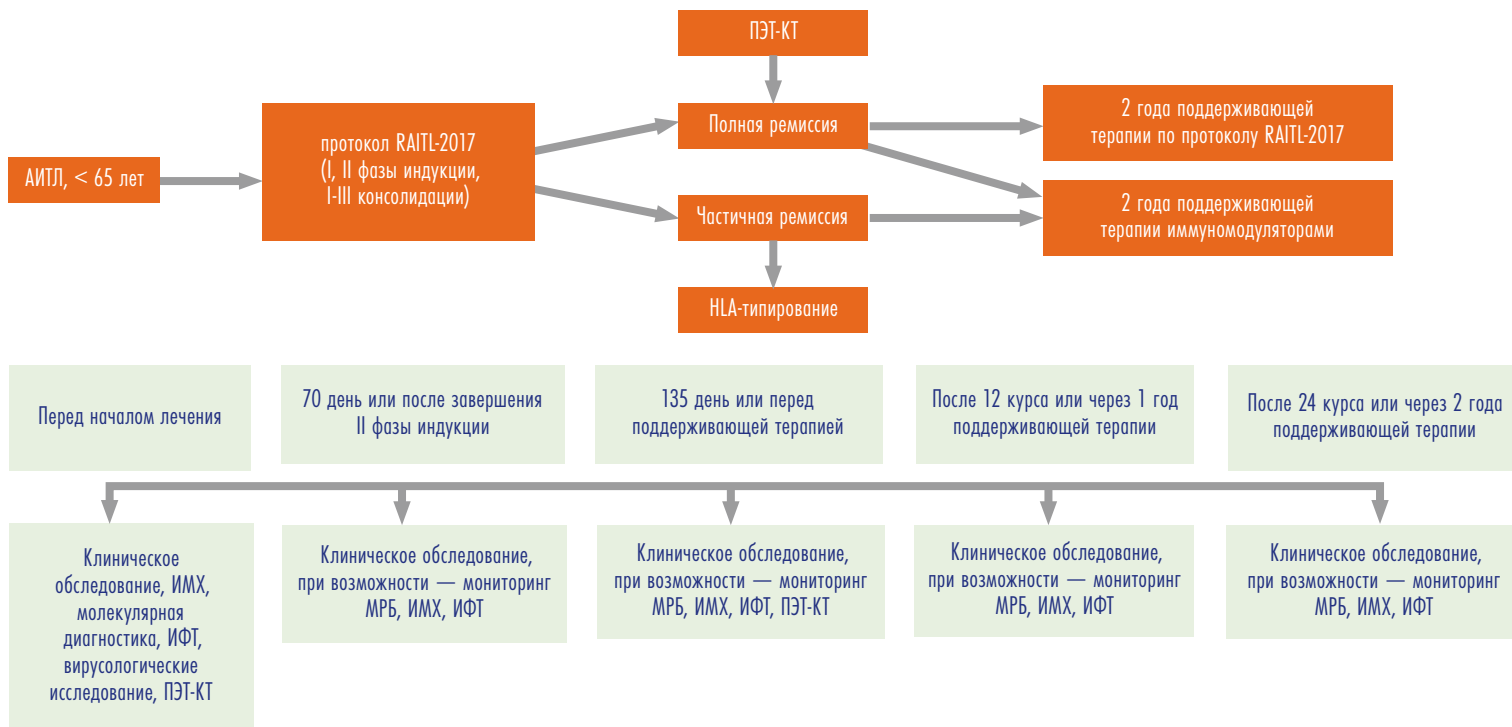 ПЭТ-КТ
АИТЛ, < 65 лет
протокол RAITL-2017
(I, II фазы индукции,
I-III консолидации)
Полная ремиссия
2 года поддерживающей
терапии по протоколу RAITL-2017
Частичная ремиссия
2 года поддерживающей
терапии иммуномодуляторами
HLA-типирование
Перед началом лечения
70 день или после завершения
II фазы индукции
135 день или перед
поддерживающей терапией
После 12 курса или через 1 год
поддерживающей терапии
После 24 курса или через 2 года
поддерживающей терапии
Клиническое
обследование, ИМХ,
молекулярная
диагностика, ИФТ,
вирусологические
исследование, ПЭТ-КТ
Клиническое обследование,
при возможности — мониторинг
МРБ, ИМХ, ИФТ
Клиническое обследование,
при возможности — мониторинг
МРБ, ИМХ, ИФТ, ПЭТ-КТ
Клиническое обследование,
при возможности — мониторинг
МРБ, ИМХ, ИФТ
Клиническое обследование,
при возможности — мониторинг
МРБ, ИМХ, ИФТ